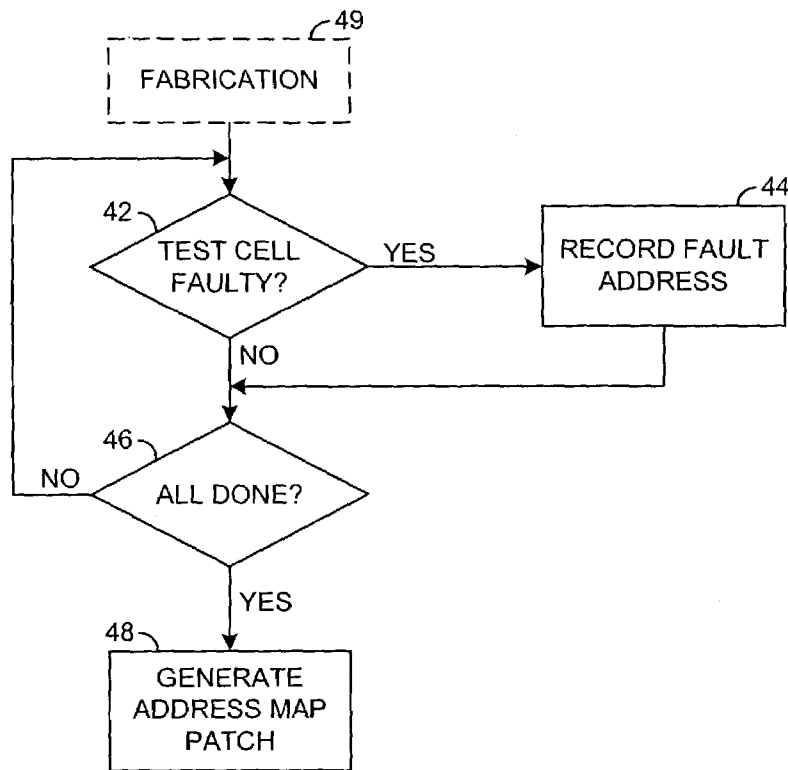 49
FABRICATION
42
TEST CELL
FAULTY?
YES
44
RECORD FAULT
ADDRESS
NO
46
NO
ALL DONE?
YES
48
GENERATE
ADDRESS MAP
PATCH